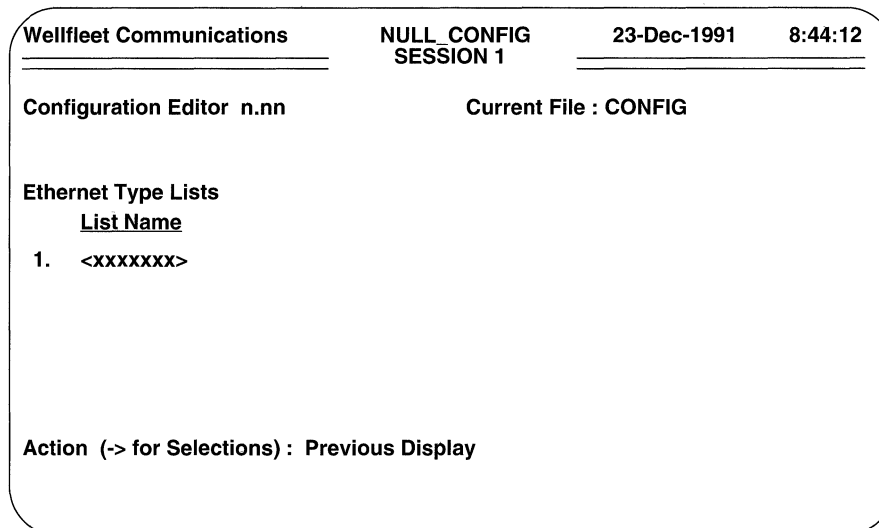 Wellfleet Communications NULL_CONFIG 23-Dec-1991 8:44:12
SESSION 1
Configuration Editor n.nn Current File : CONFIG
Ethernet Type Lists
List Name
1. <xxxxxxx>
Action (-> for Selections) : Previous Display